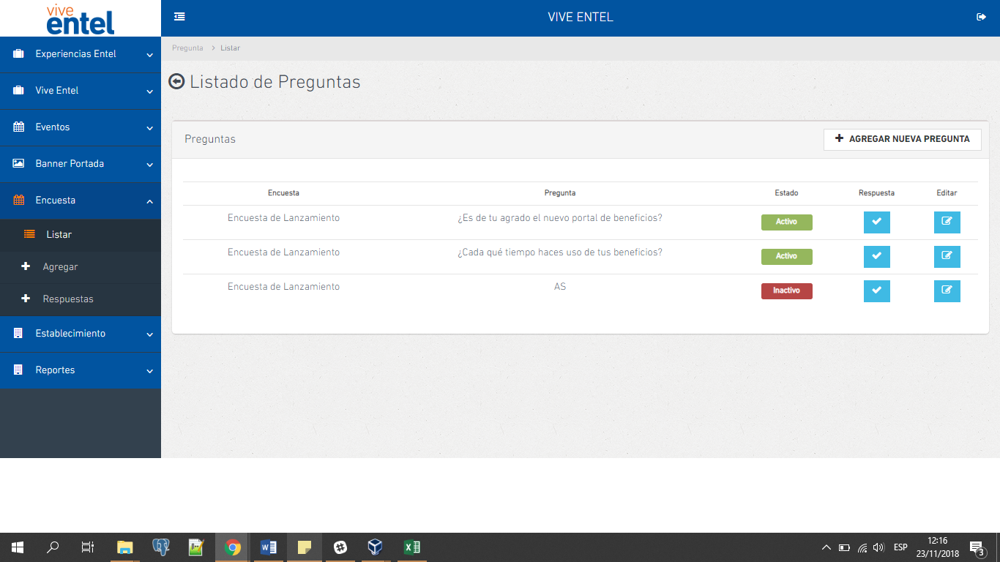 vive
entel
VIVE ENTEL
Experiencias Entel
Vive Entel
Eventos
Banner Portada
Encuesta
Listar
Agregar
Respuestas
Establecimiento
Reportes
Pregunta > Listar
Listado de Preguntas
Preguntas
AGREGAR NUEVA PREGUNTA
Encuesta Pregunta Estado Respuesta Editar
Encuesta de Lanzamiento ¿Es de tu agrado el nuevo portal de beneficios? Activo
Encuesta de Lanzamiento ¿Cada qué tiempo haces uso de tus beneficios? Activo
Encuesta de Lanzamiento AS Inactivo
ESP
12:16
23/11/2018
3